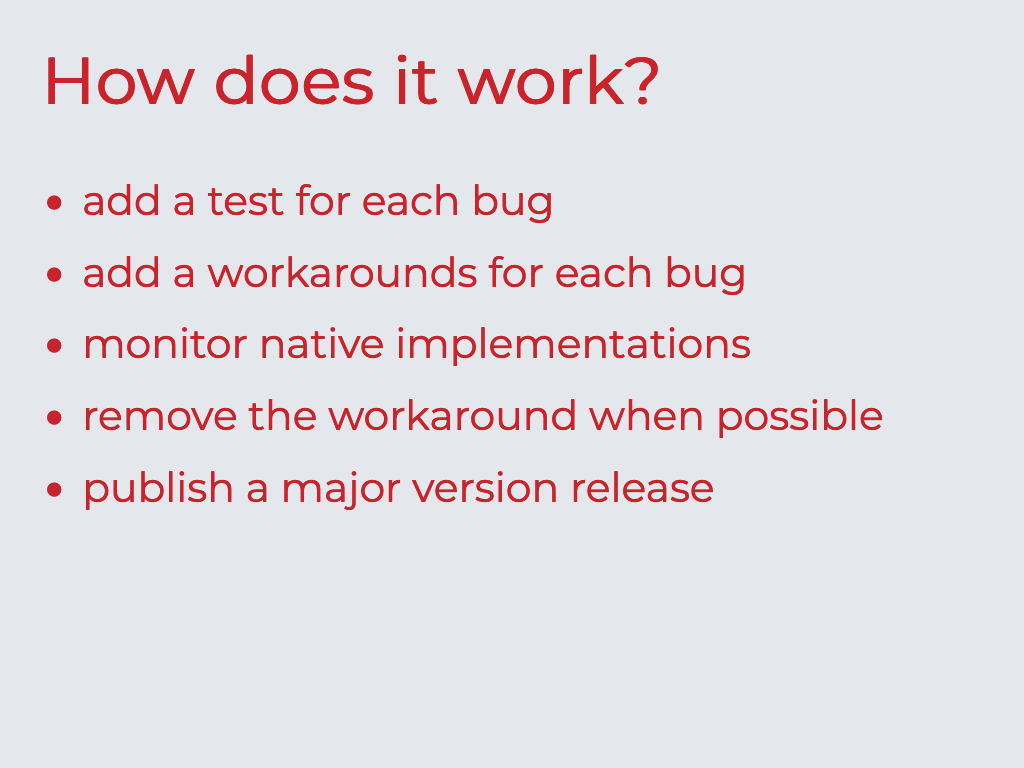 How does it work?
• add a test for each bug
• add a workarounds for each bug
• monitor native implementations
• remove the workaround when possible
• publish a major version release